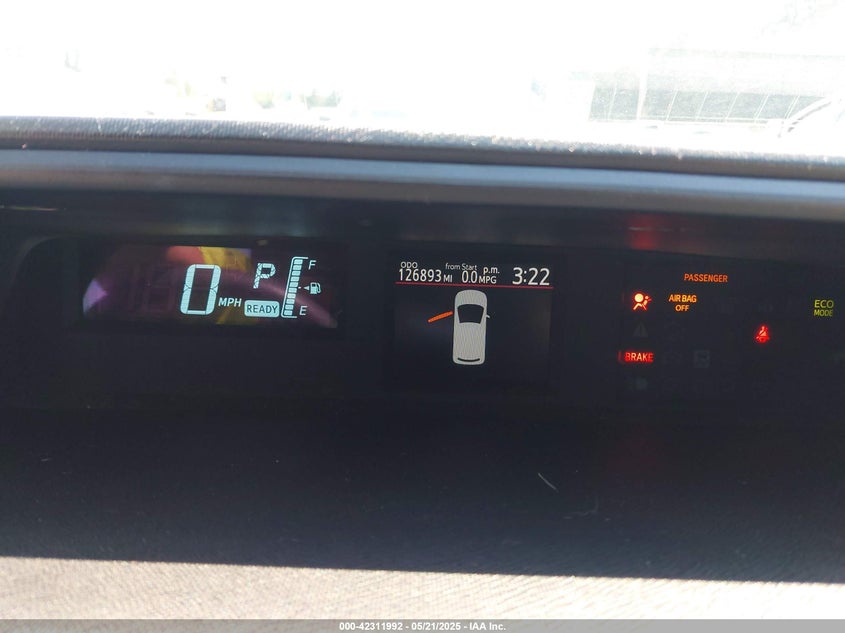 0 MPH
P
READY
F
E
ODO
126893 MI
from Start
0.0 MPG
p.m.
3:22
PASSENGER
AIR BAG
OFF
BRAKE
ECO
MODE
000-42311992 - 05/21/2025 - IAA Inc.